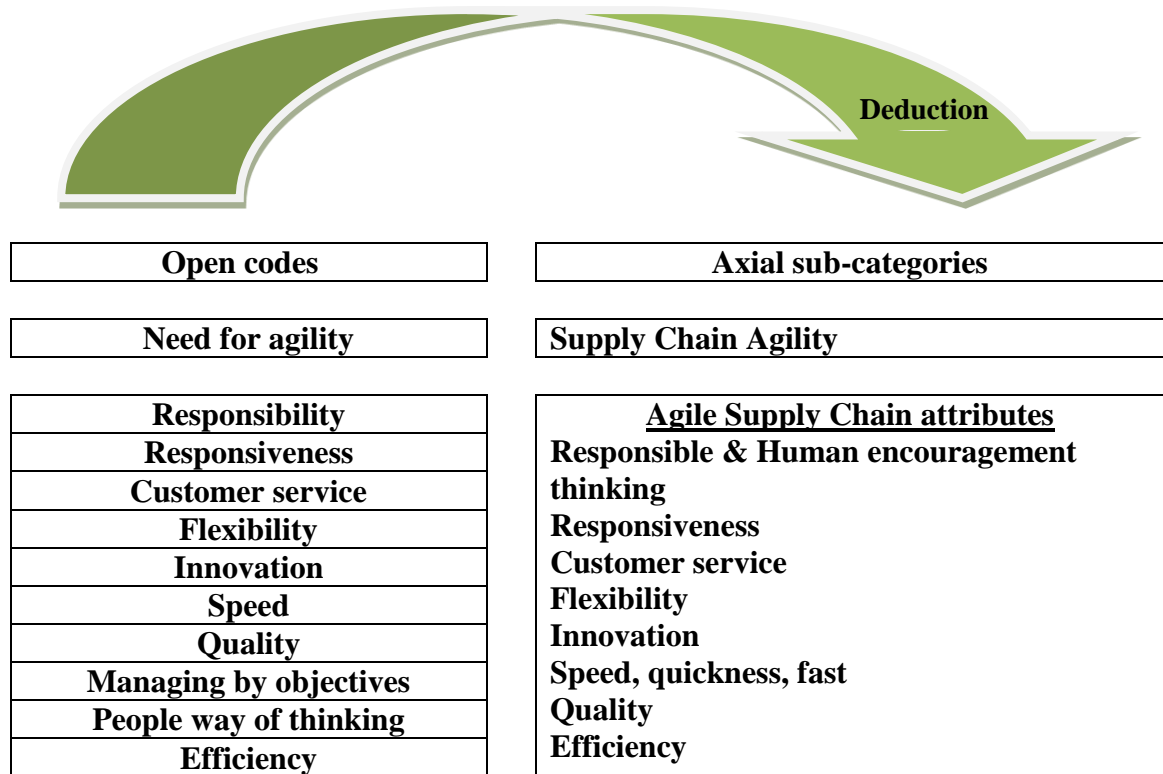 Deduction
Open codes
Axial sub-categories
Need for agility
Supply Chain Agility
Responsibility
Responsiveness
Customer service
Flexibility
Innovation
Speed
Quality
Managing by objectives
People way of thinking
Efficiency
Agile Supply Chain attributes
Responsible & Human encouragement
thinking
Responsiveness
Customer service
Flexibility
Innovation
Speed, quickness, fast
Quality
Efficiency